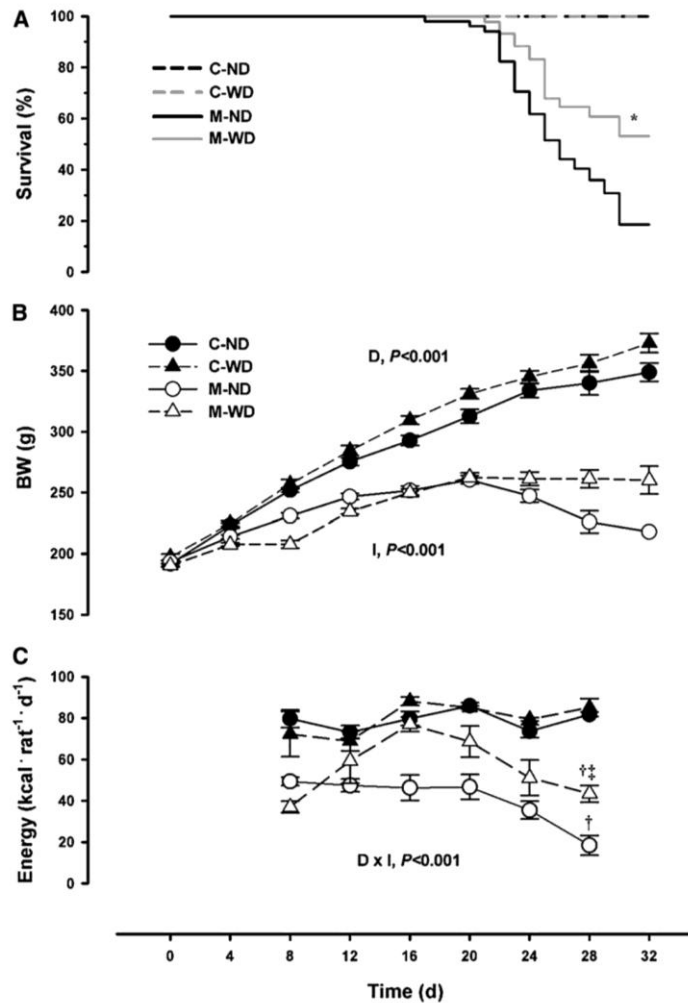 A
100
80
60
40
20
0
Survival (%)
C-ND
C-WD
M-ND
M-WD
*
B
400
350
300
250
200
150
BW (g)
C-ND
C-WD
M-ND
M-WD
D, P<0.001
I, P<0.001
C
100
80
60
40
20
0
Energy (kcal · rat⁻¹ · d⁻¹)
†‡
†
D x I, P<0.001
0 4 8 12 16 20 24 28 32
Time (d)